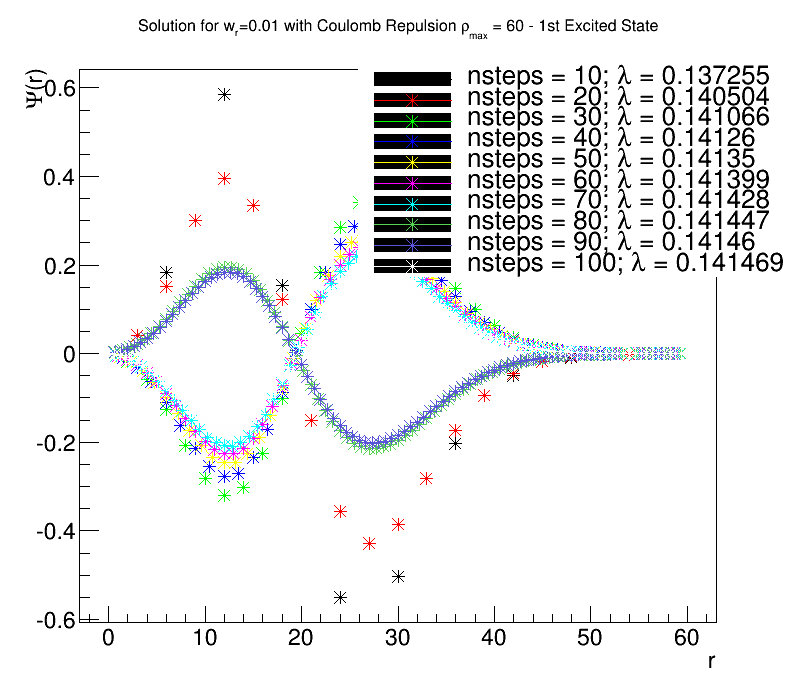 Solution for wr=0.01 with Coulomb Repulsion ρmax = 60 - 1st Excited State
Ψ(r)
nsteps = 10; λ = 0.137255
nsteps = 20; λ = 0.140504
nsteps = 30; λ = 0.141066
nsteps = 40; λ = 0.14126
nsteps = 50; λ = 0.14135
nsteps = 60; λ = 0.141399
nsteps = 70; λ = 0.141428
nsteps = 80; λ = 0.141447
nsteps = 90; λ = 0.14146
nsteps = 100; λ = 0.141469
0.6
0.4
0.2
0
-0.2
-0.4
-0.6
0 10 20 30 40 50 60
r